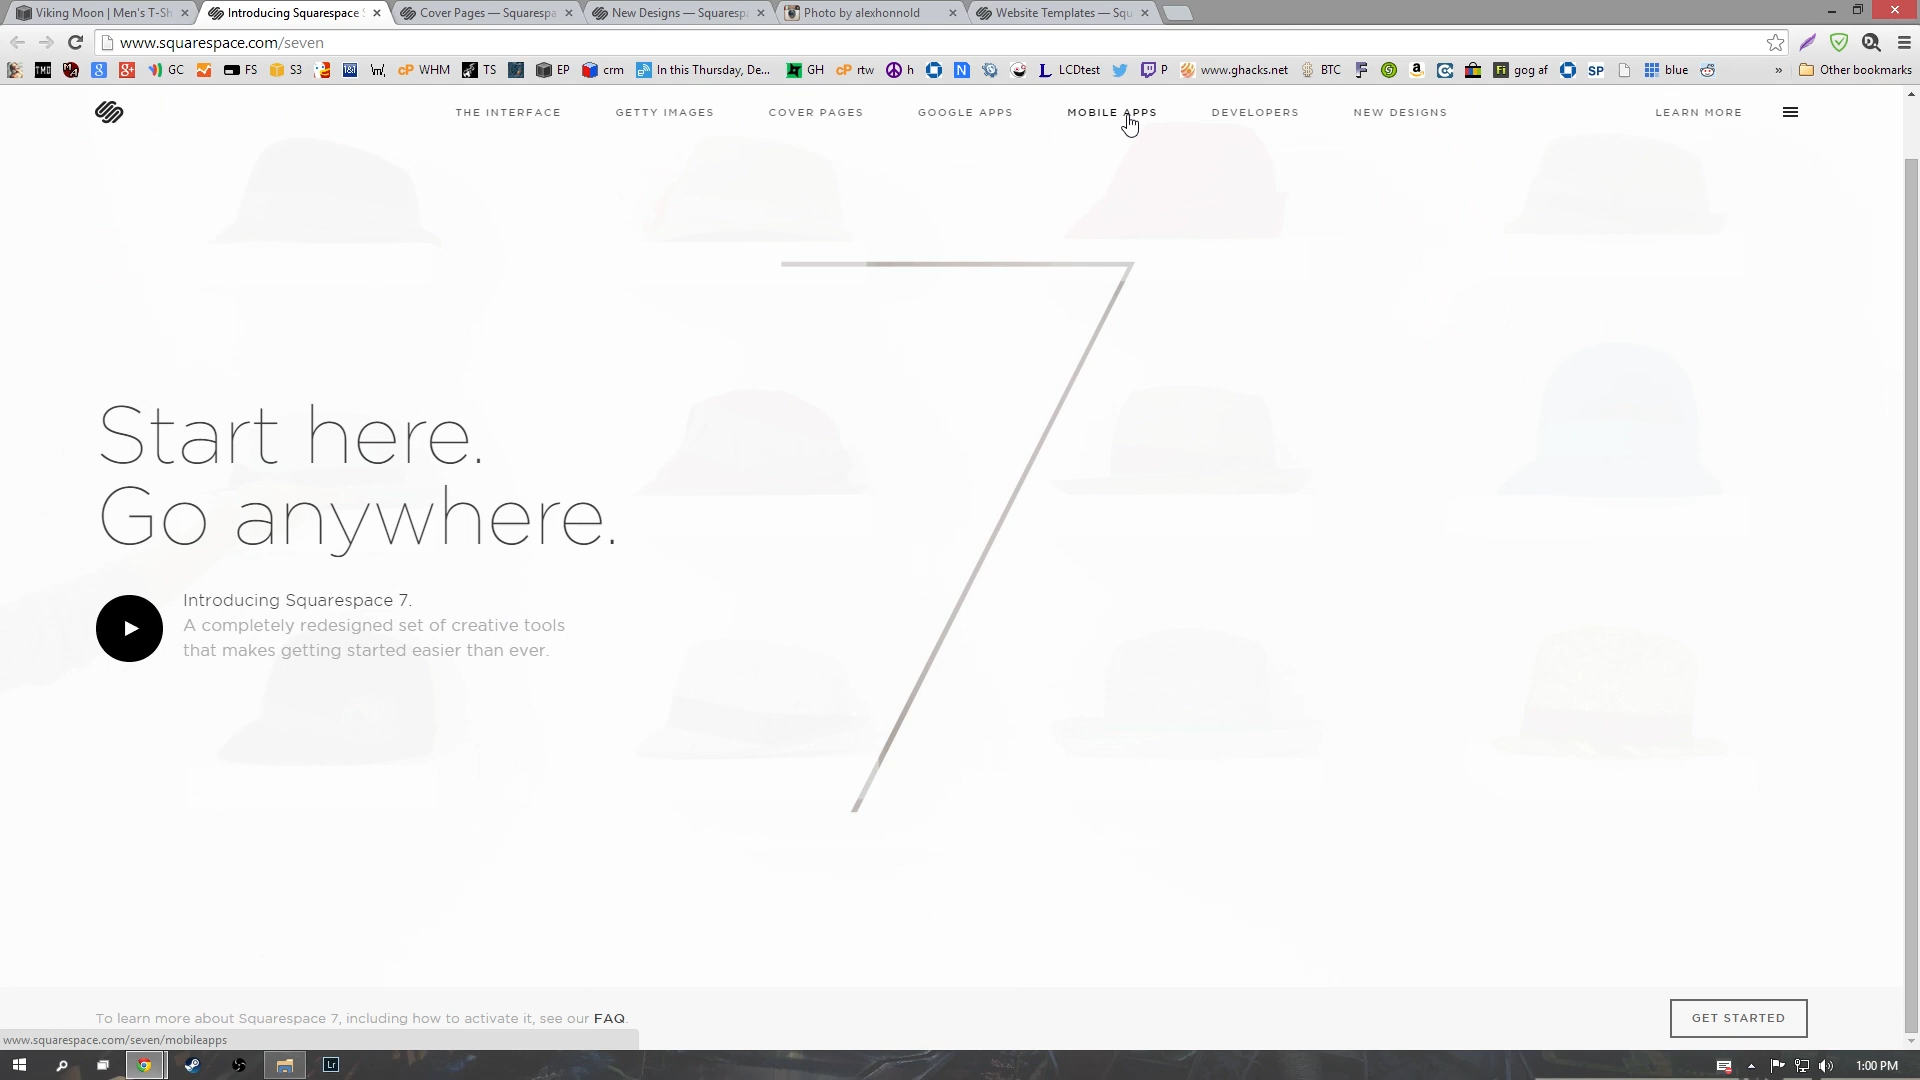 Viking Moon | Men's T-Sh
Introducing Squarespace S
Cover Pages — Squarespa
New Designs — Squaresp
Photo by alexhonnold
Website Templates — Squ
www.squarespace.com/seven
GC
FS
S3
WHM
TS
EP
crm
In this Thursday, De...
GH
rtw
h
LCDtest
P
www.ghacks.net
BTC
gog af
blue
»
Other bookmarks
THE INTERFACE
GETTY IMAGES
COVER PAGES
GOOGLE APPS
MOBILE APPS
DEVELOPERS
NEW DESIGNS
LEARN MORE
7
Start here.
Go anywhere.
Introducing Squarespace 7.
A completely redesigned set of creative tools
that makes getting started easier than ever.
To learn more about Squarespace 7, including how to activate it, see our FAQ.
GET STARTED
www.squarespace.com/seven/mobileapps
Lr
1:00 PM